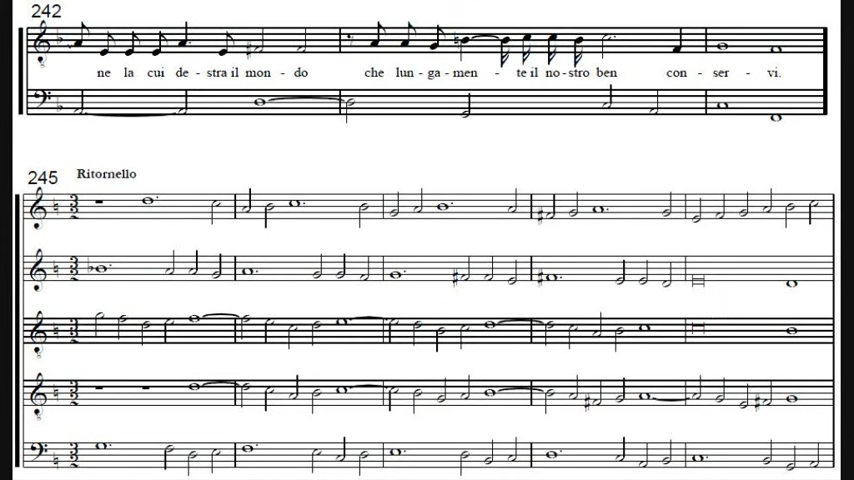 242
ne la cui de - stra il mon - do che lun - ga - men - te il no - stro ben con - ser - vi.
245 Ritornello